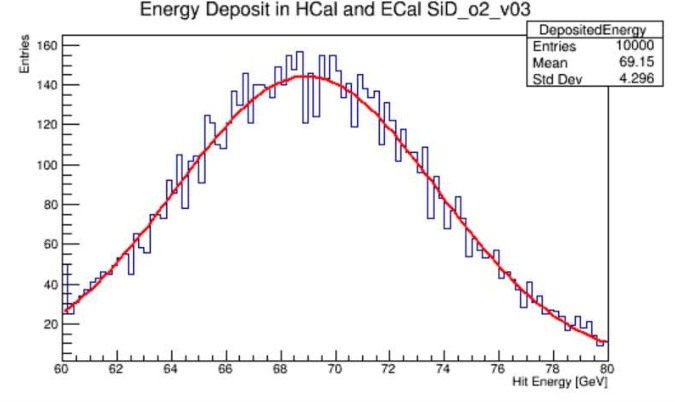 Energy Deposit in HCal and ECal SiD_o2_v03
DepositedEnergy
Entries 10000
Mean 69.15
Std Dev 4.296
Entries
160
140
120
100
80
60
40
20
60 62 64 66 68 70 72 74 76 78 80
Hit Energy [GeV]